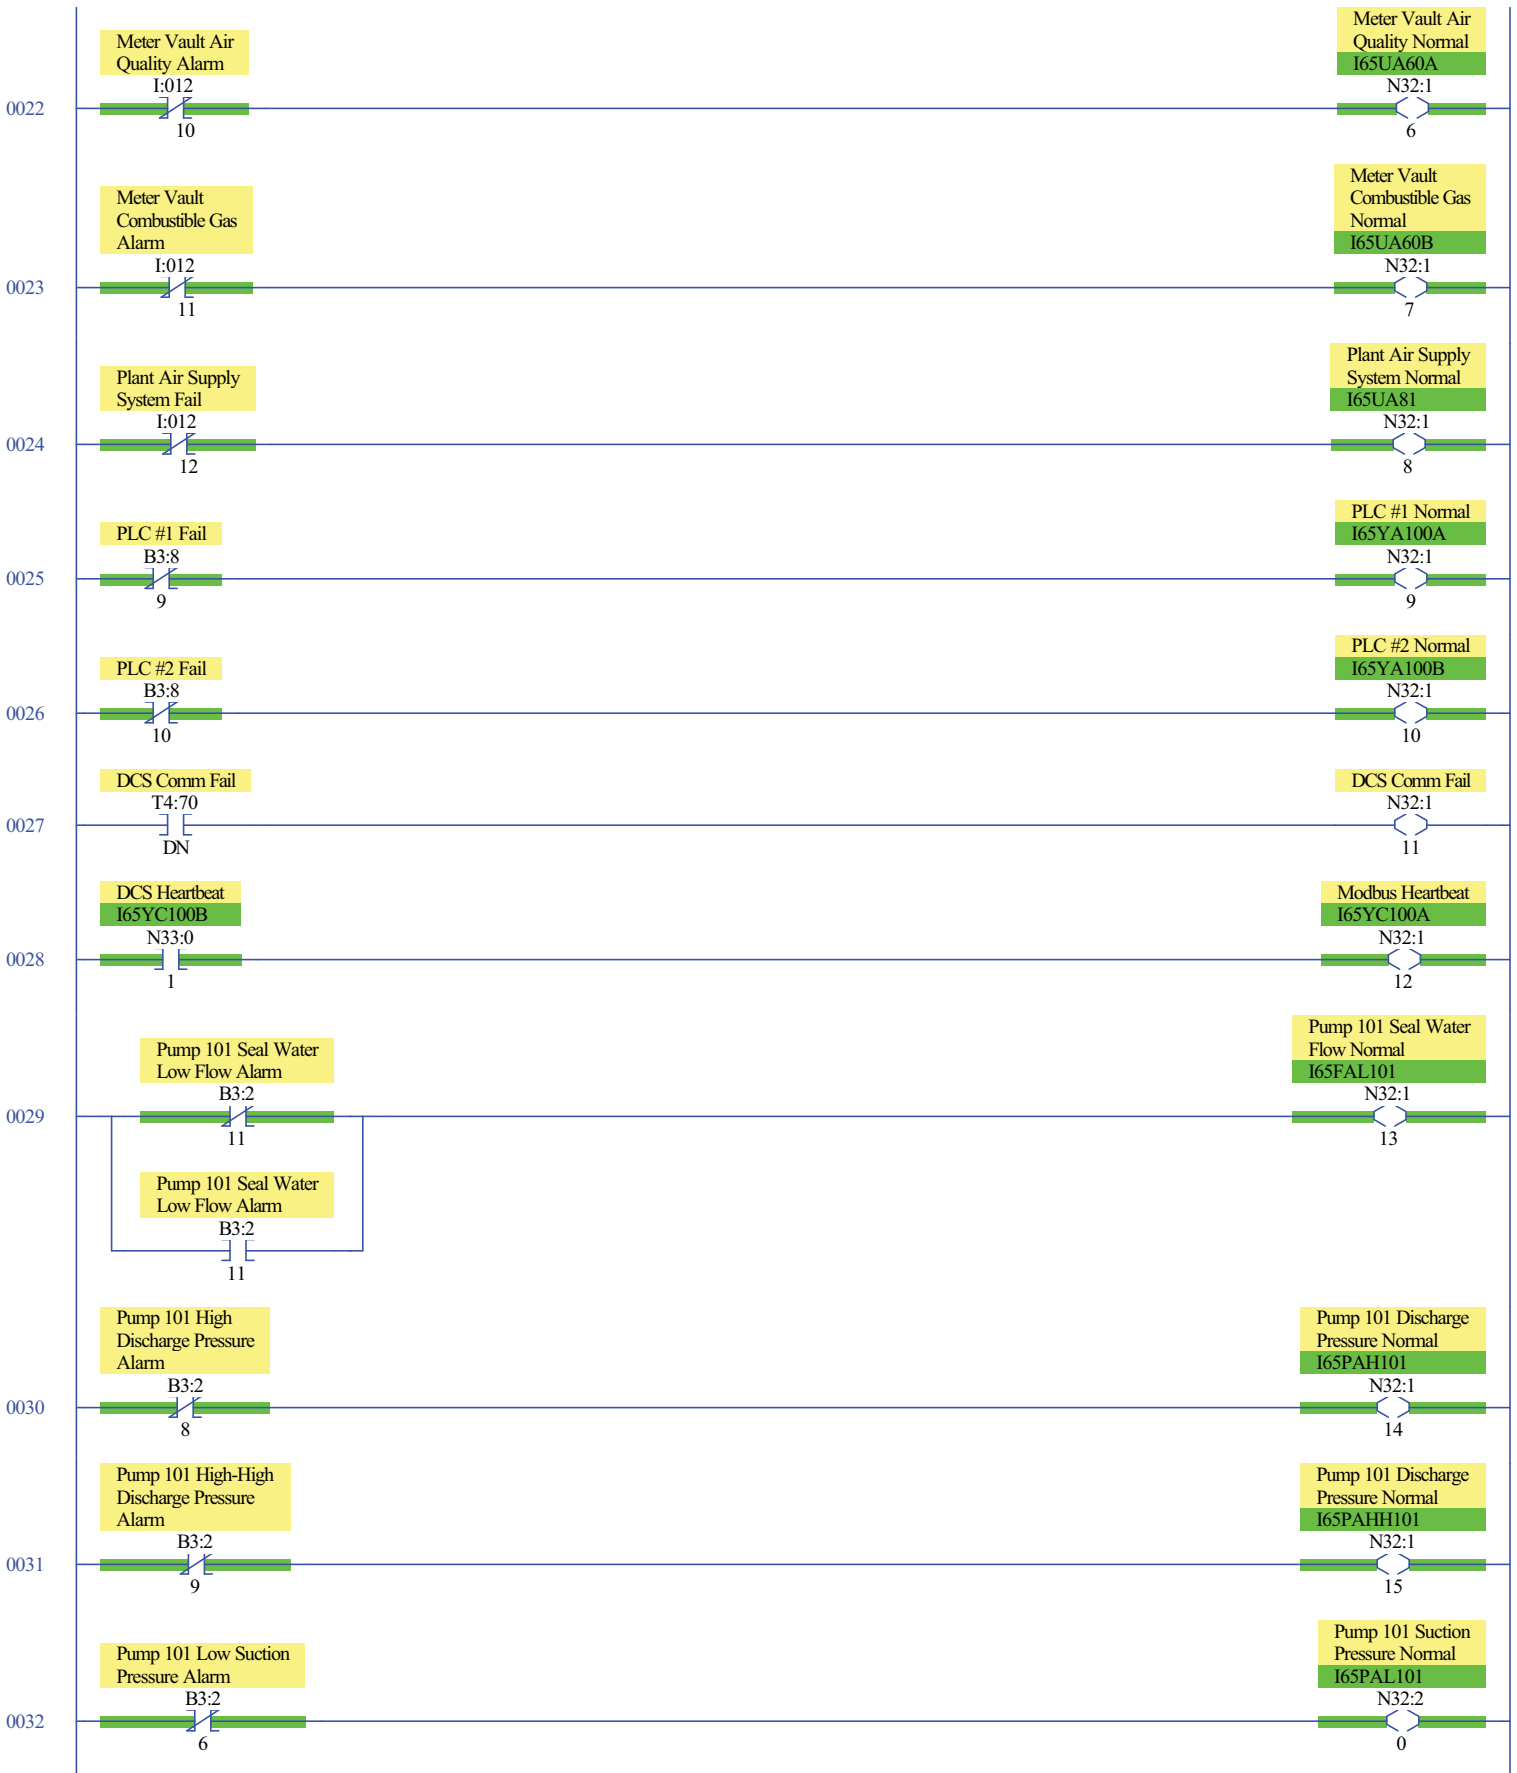 Meter Vault Air
Quality Alarm
I:012
10
Meter Vault Air
Quality Normal
I65UA60A
N32:1
6
0022
Meter Vault
Combustible Gas
Alarm
I:012
11
Meter Vault
Combustible Gas
Normal
I65UA60B
N32:1
7
0023
Plant Air Supply
System Fail
I:012
12
Plant Air Supply
System Normal
I65UA81
N32:1
8
0024
PLC #1 Fail
B3:8
9
PLC #1 Normal
I65YA100A
N32:1
9
0025
PLC #2 Fail
B3:8
10
PLC #2 Normal
I65YA100B
N32:1
10
0026
DCS Comm Fail
T4:70
DN
DCS Comm Fail
N32:1
11
0027
DCS Heartbeat
I65YC100B
N33:0
1
Modbus Heartbeat
I65YC100A
N32:1
12
0028
Pump 101 Seal Water
Low Flow Alarm
B3:2
11
Pump 101 Seal Water
Flow Normal
I65FAL101
N32:1
13
0029
Pump 101 Seal Water
Low Flow Alarm
B3:2
11
Pump 101 High
Discharge Pressure
Alarm
B3:2
8
Pump 101 Discharge
Pressure Normal
I65PAH101
N32:1
14
0030
Pump 101 High-High
Discharge Pressure
Alarm
B3:2
9
Pump 101 Discharge
Pressure Normal
I65PAHH101
N32:1
15
0031
Pump 101 Low Suction
Pressure Alarm
B3:2
6
Pump 101 Suction
Pressure Normal
I65PAL101
N32:2
0
0032